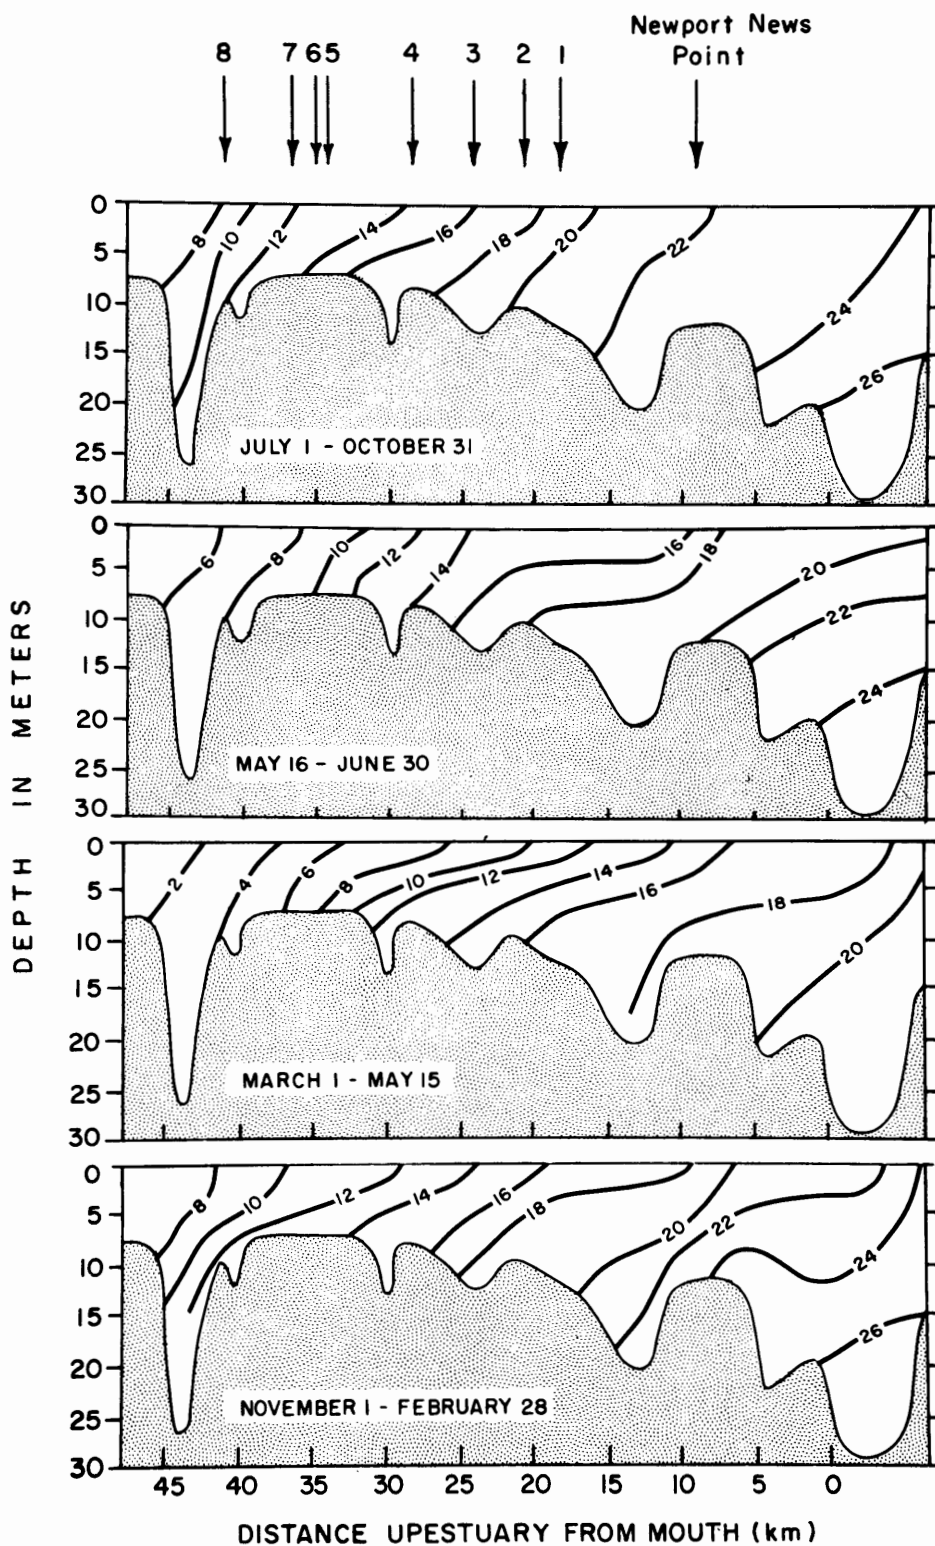 Newport News
8 7 6 5 4 3 2 1 Point
0
5
10
15
20
25
30
8 10 12 14 16 18 20 22 24 26
JULY 1 - OCTOBER 31
0
5
10
15
20
25
30
6 8 10 12 14 16 18 20 22 24
MAY 16 - JUNE 30
0
5
10
15
20
25
30
2 4 6 8 10 12 14 16 18 20
MARCH 1 - MAY 15
0
5
10
15
20
25
30
8 10 12 14 16 18 20 22 24 26
NOVEMBER 1 - FEBRUARY 28
45 40 35 30 25 20 15 10 5 0
DEPTH IN METERS
DISTANCE UPESTUARY FROM MOUTH (km)